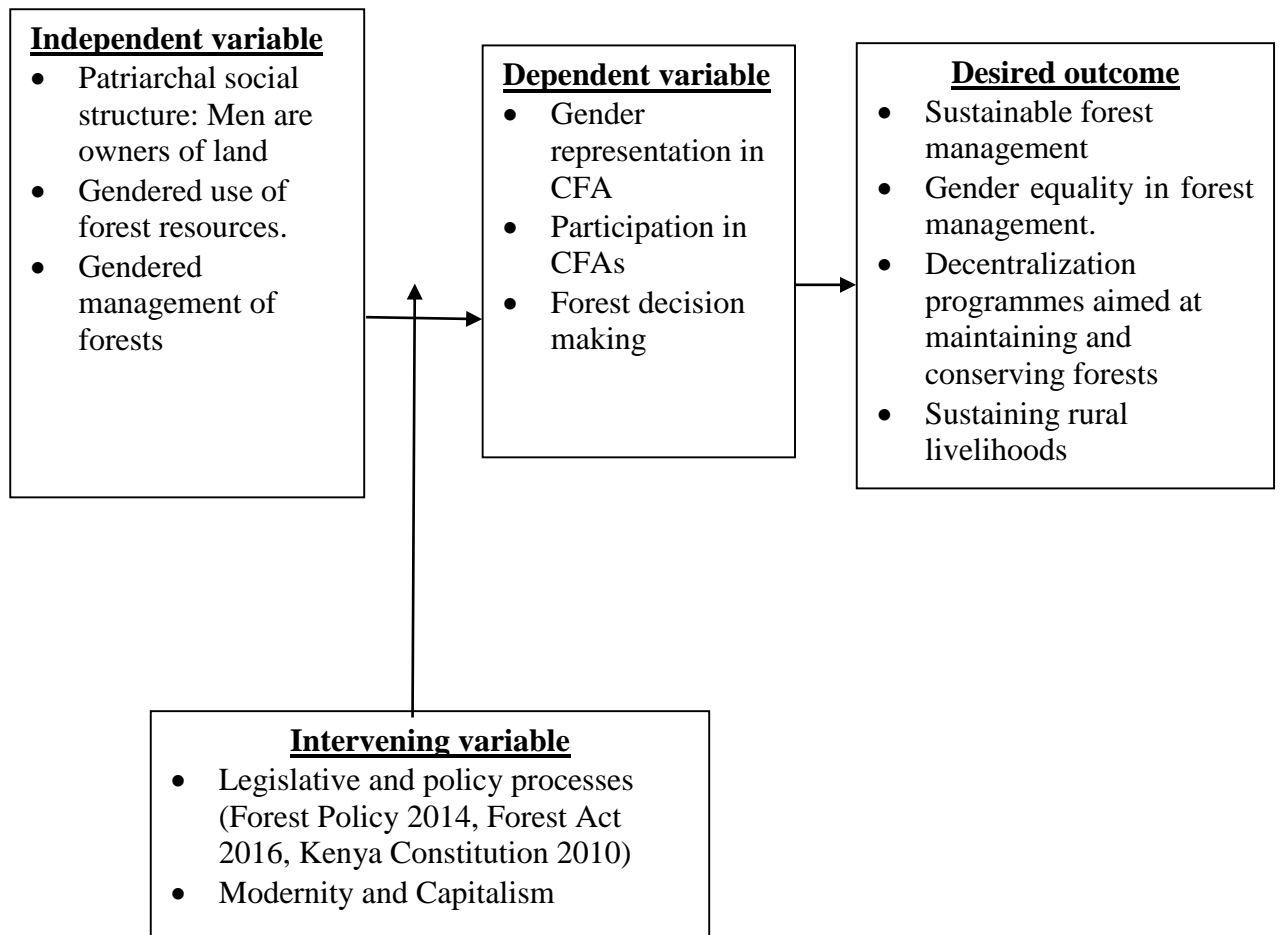 Independent variable
• Patriarchal social
structure: Men are
owners of land
• Gendered use of
forest resources.
• Gendered
management of
forests
Dependent variable
• Gender
representation in
CFA
• Participation in
CFAs
• Forest decision
making
Desired outcome
• Sustainable forest
management
• Gender equality in forest
management.
• Decentralization
programmes aimed at
maintaining and
conserving forests
• Sustaining rural
livelihoods
Intervening variable
• Legislative and policy processes
(Forest Policy 2014, Forest Act
2016, Kenya Constitution 2010)
• Modernity and Capitalism